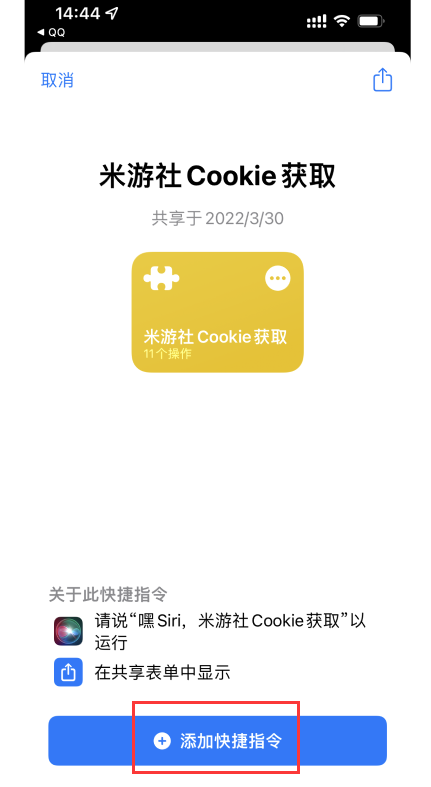 14:44
QQ
取消
米游社 Cookie 获取
共享于 2022/3/30
米游社 Cookie 获取
11 个操作
关于此快捷指令
请说“嘿 Siri，米游社 Cookie 获取”以
运行
在共享表单中显示
添加快捷指令